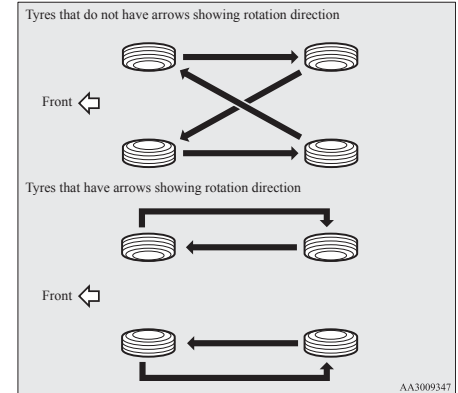 Tyres that do not have arrows showing rotation direction
Front
Tyres that have arrows showing rotation direction
Front
AA3009347